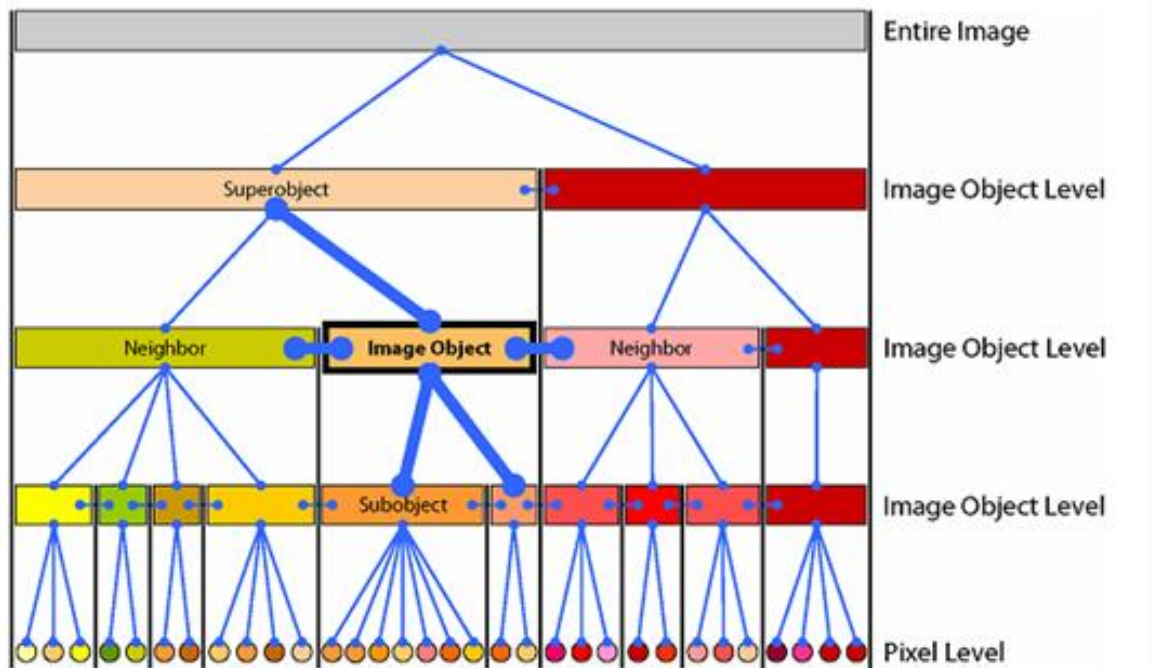 Entire Image
Superobject
Image Object Level
Neighbor
Image Object
Neighbor
Image Object Level
Subobject
Image Object Level
Pixel Level